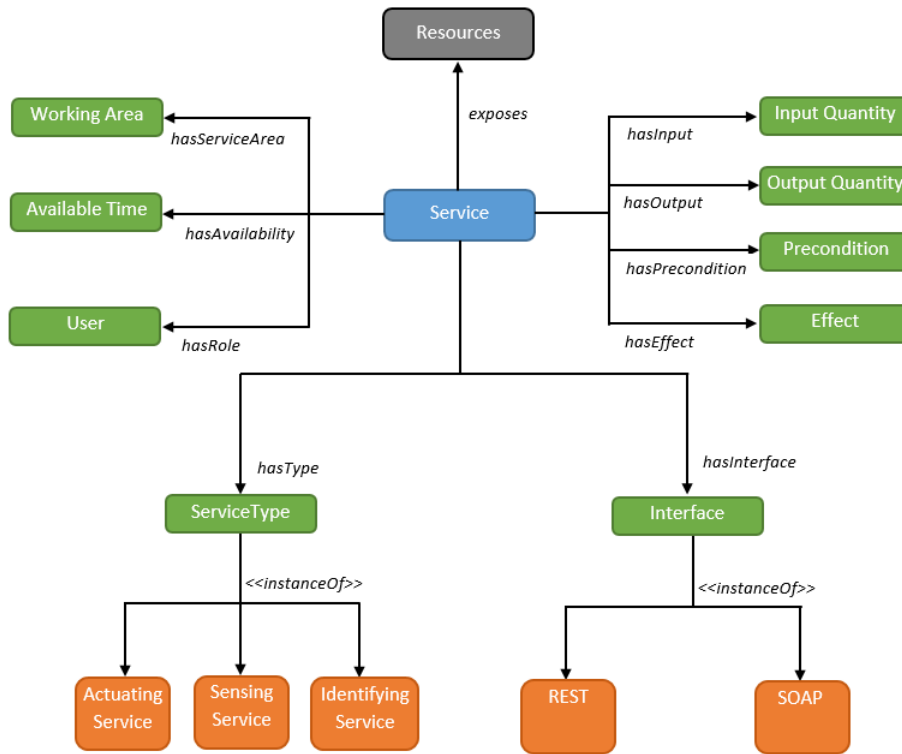 Resources
exposes
Working Area
hasServiceArea
Available Time
hasAvailability
User
hasRole
Service
Input Quantity
hasInput
Output Quantity
hasOutput
Precondition
hasPrecondition
Effect
hasEffect
hasType
hasInterface
ServiceType
Interface
<<instanceOf>>
<<instanceOf>>
Actuating
Service
Sensing
Service
Identifying
Service
REST
SOAP